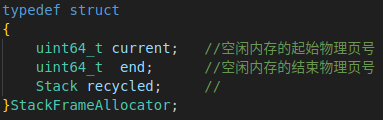 typedef struct
{
    uint64_t current;   //空闲内存的起始物理页号
    uint64_t  end;      //空闲内存的结束物理页号
    Stack recycled;     //
}StackFrameAllocator;